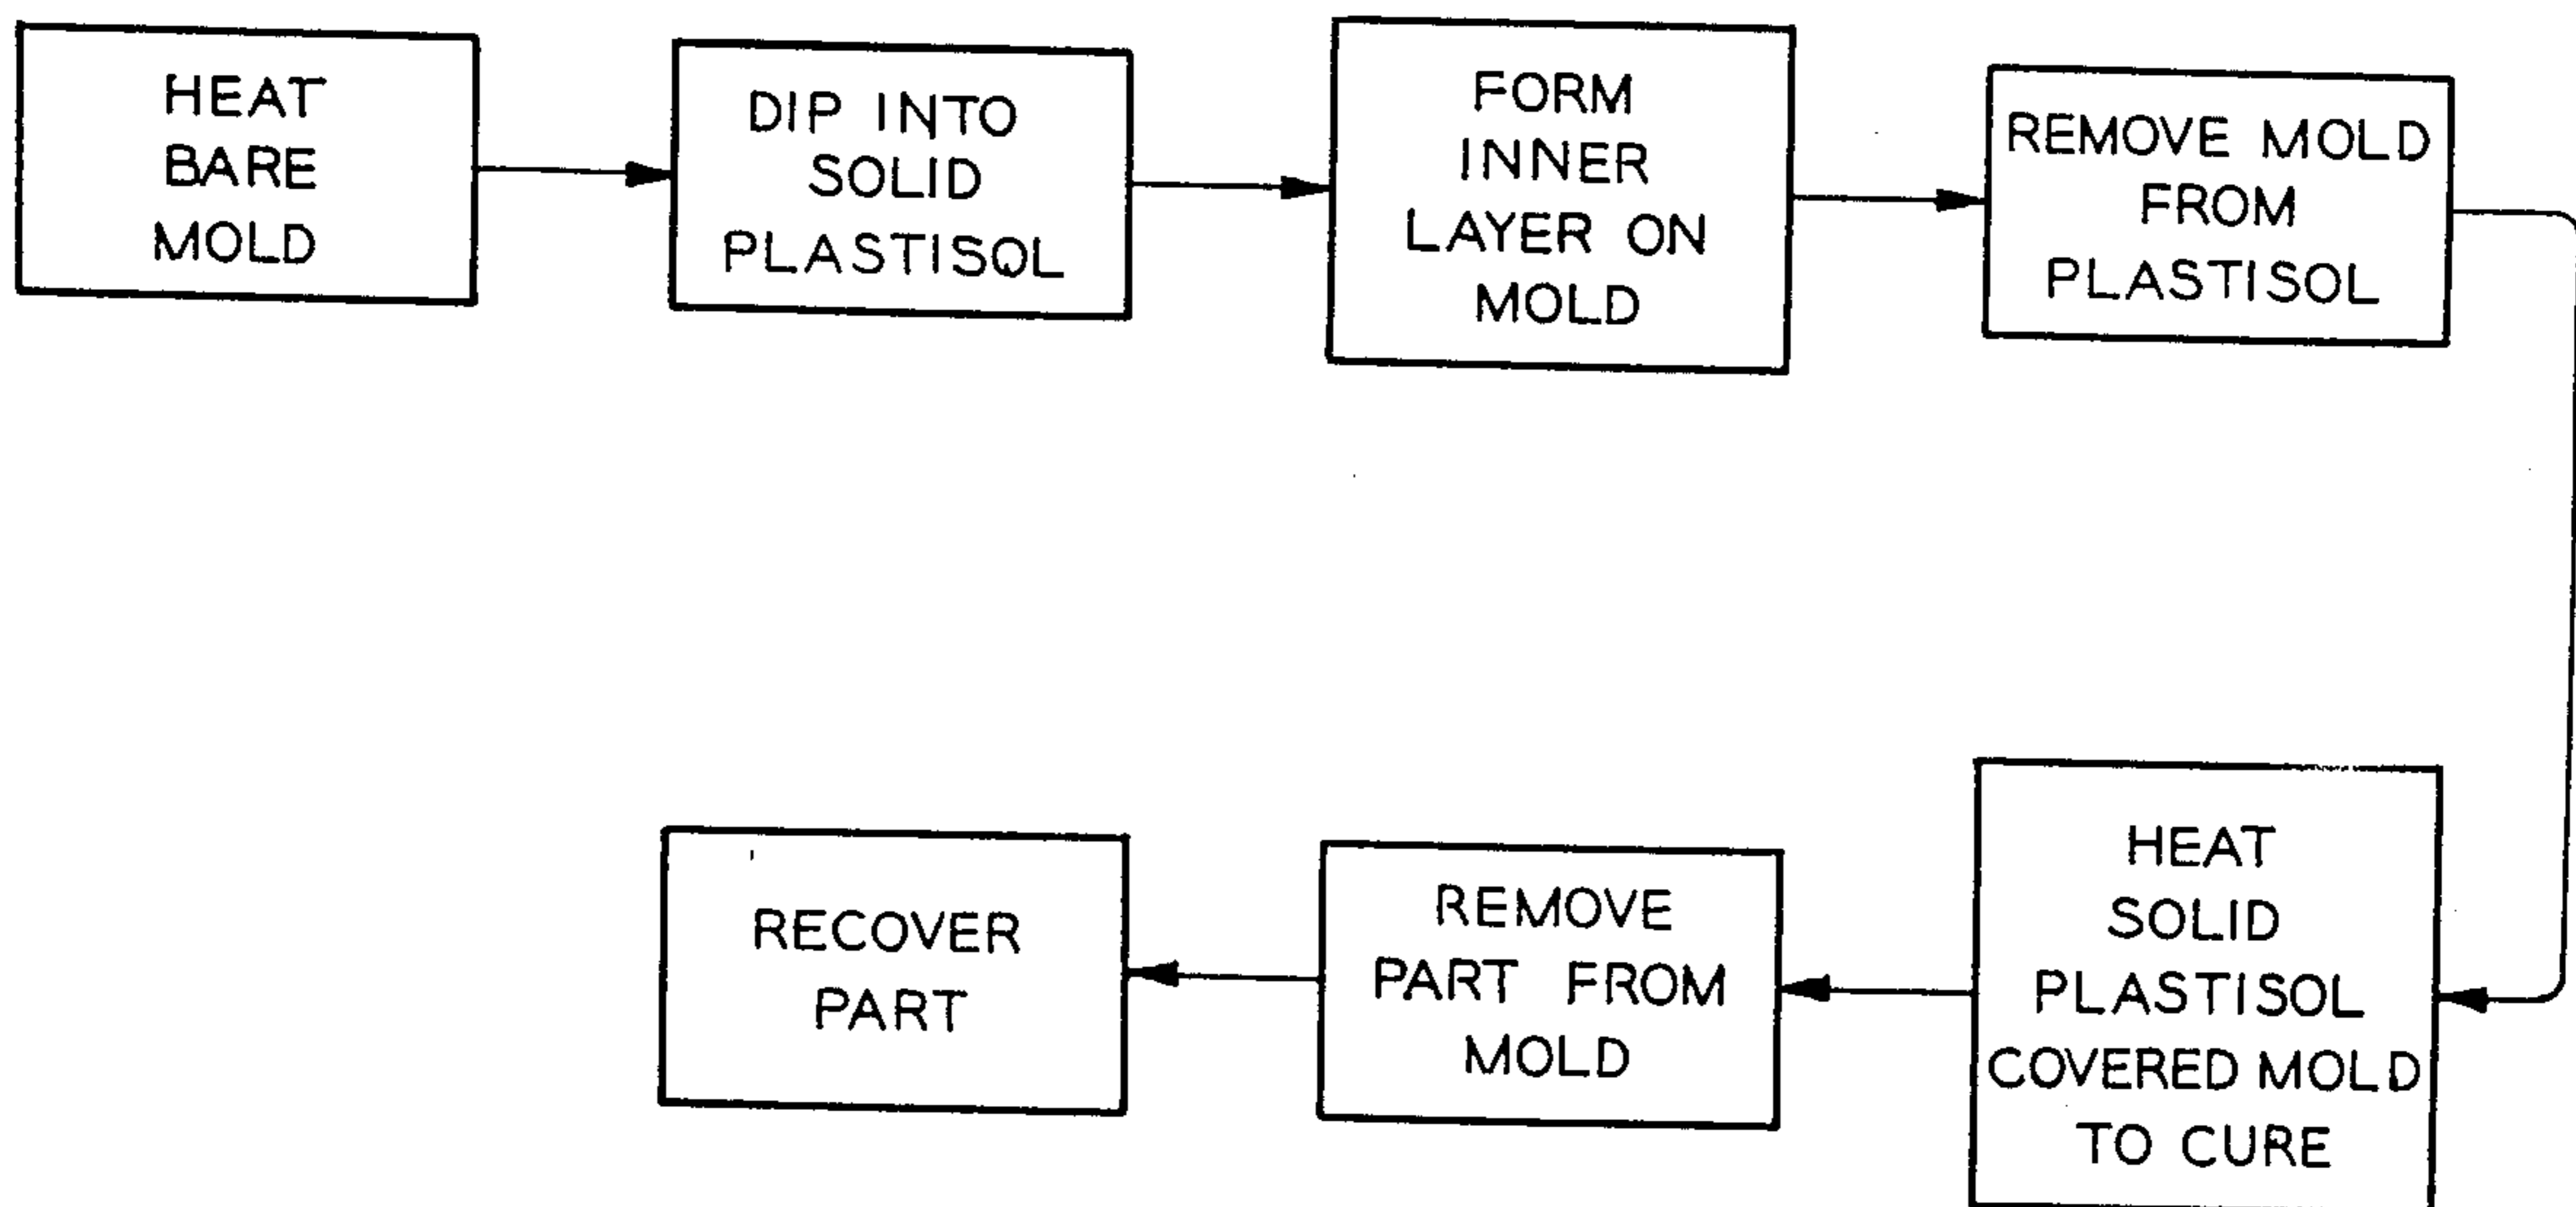 HEAT
BARE
MOLD
DIP INTO
SOLID
PLASTISOL
FORM
INNER
LAYER ON
MOLD
REMOVE MOLD
FROM
PLASTISOL
HEAT
SOLID
PLASTISOL
COVERED MOLD
TO CURE
REMOVE
PART FROM
MOLD
RECOVER
PART